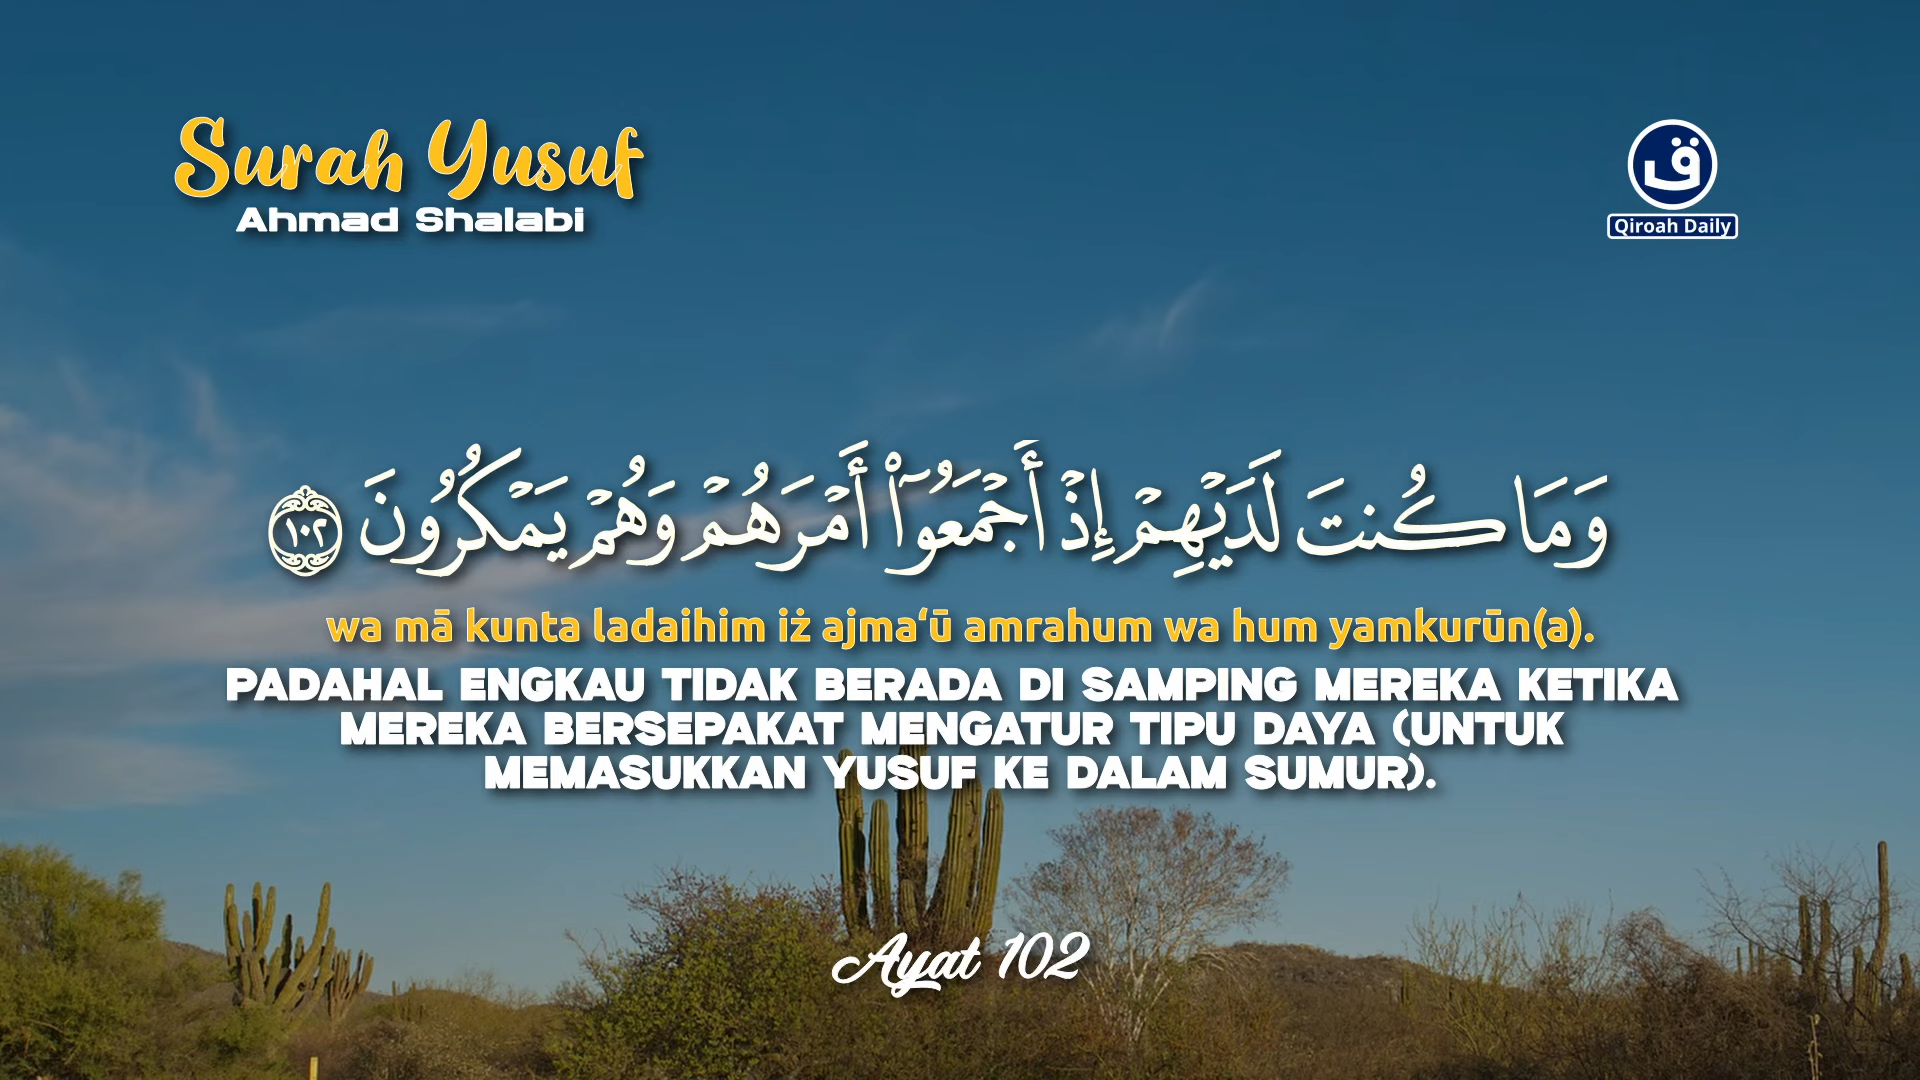 Surah Yusuf
Ahmad Shalabi
ق
Qiroah Daily
وَمَا كُنتَ لَدَيْهِمْ إِذْ أَجْمَعُوٓا۟ أَمْرَهُمْ وَهُمْ يَمْكُرُونَ ١٠٢
wa mā kunta ladaihim iż ajma‘ū amrahum wa hum yamkurūn(a).
PADAHAL ENGKAU TIDAK BERADA DI SAMPING MEREKA KETIKA
MEREKA BERSEPAKAT MENGATUR TIPU DAYA (UNTUK
MEMASUKKAN YUSUF KE DALAM SUMUR).
Ayat 102